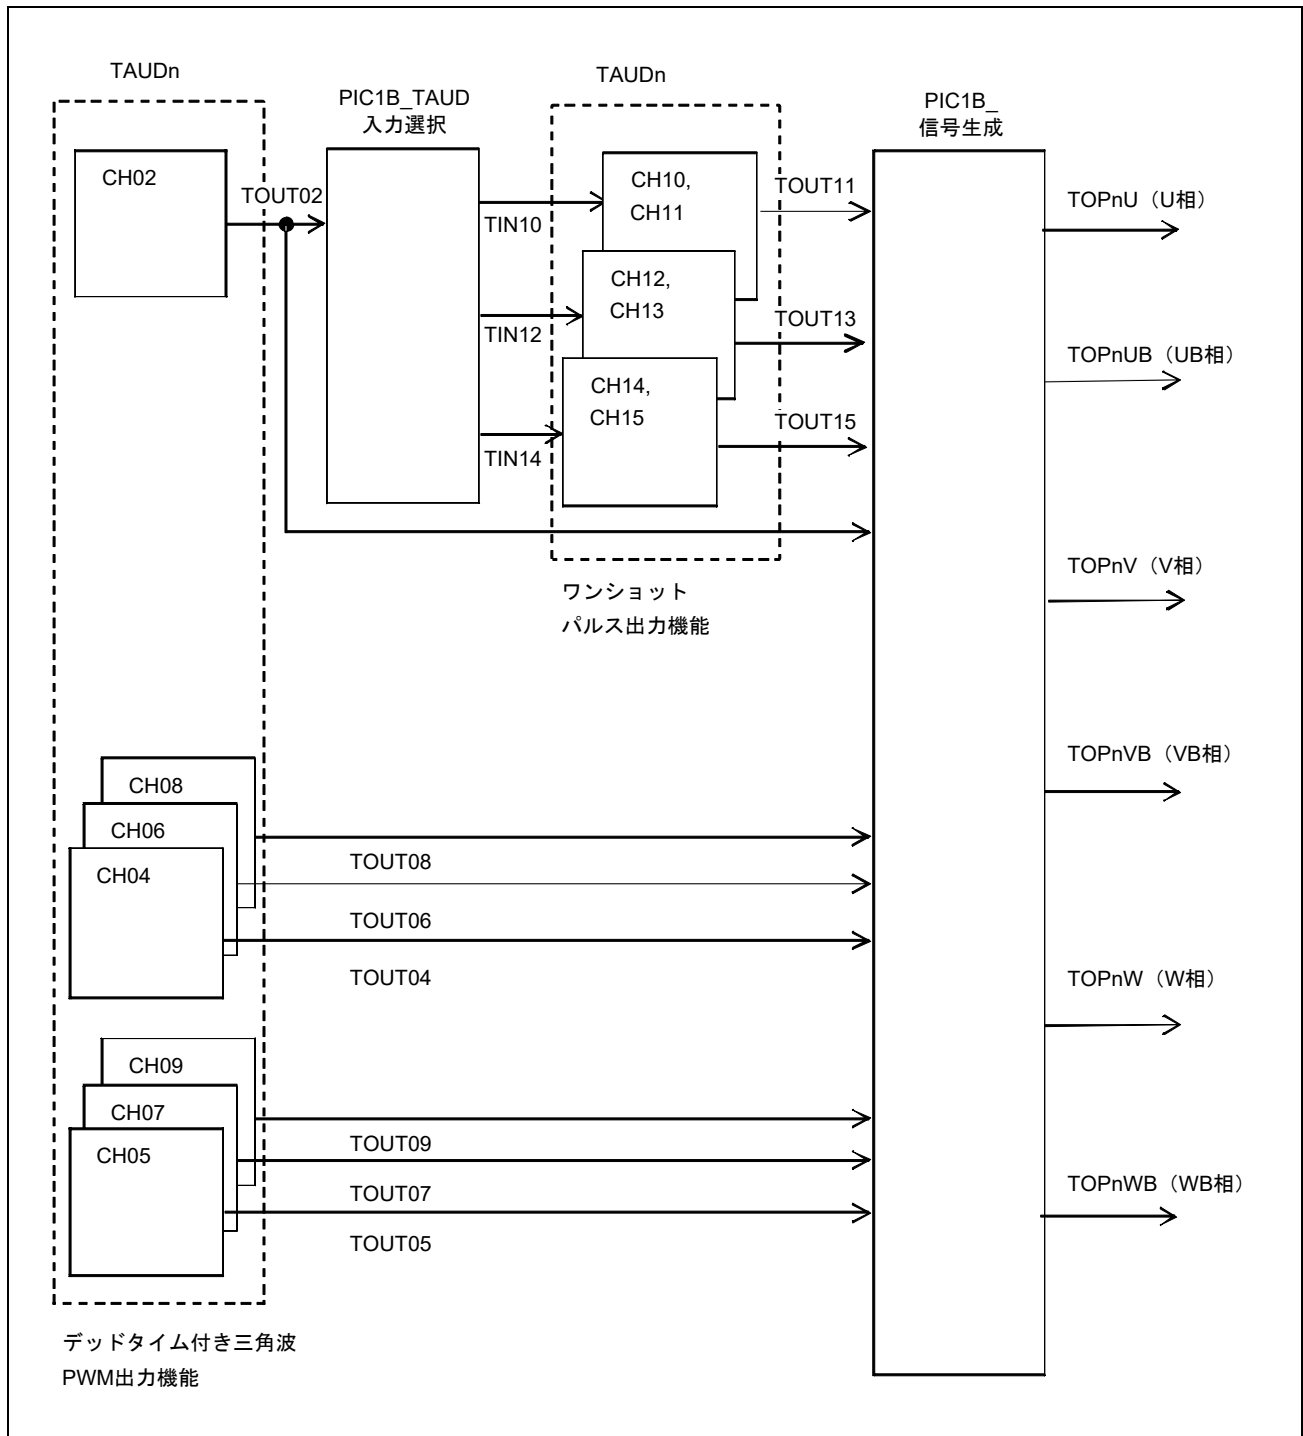 TAUDn
TAUDn
PIC1B_TAUD
入力選択
PIC1B_
信号生成
CH02
TOUT02
TIN10
TIN12
TIN14
CH10,
CH11
CH12,
CH13
CH14,
CH15
TOUT11
TOUT13
TOUT15
TOPnU（U相）
TOPnUB（UB相）
TOPnV（V相）
TOPnVB（VB相）
TOPnW（W相）
TOPnWB（WB相）
ワンショット
パルス出力機能
CH08
CH06
CH04
TOUT08
TOUT06
TOUT04
CH09
CH07
CH05
TOUT09
TOUT07
TOUT05
デッドタイム付き三角波
PWM出力機能